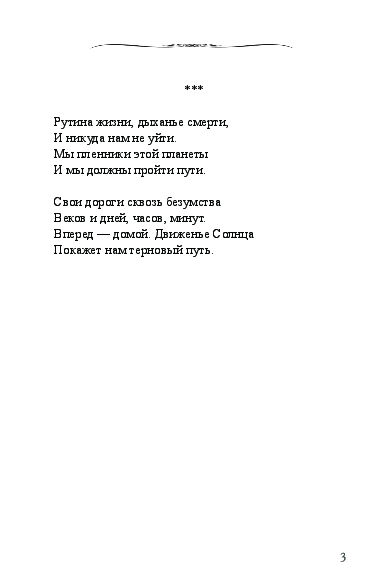 ***
Рутина жизни, дыханье смерти,
И никуда нам не уйти.
Мы пленники этой планеты
И мы должны пройти пути.
Свои дороги сквозь безумства
Веков и дней, часов, минут.
Вперед — домой. Движенье Солнца
Покажет нам терновый путь.
3